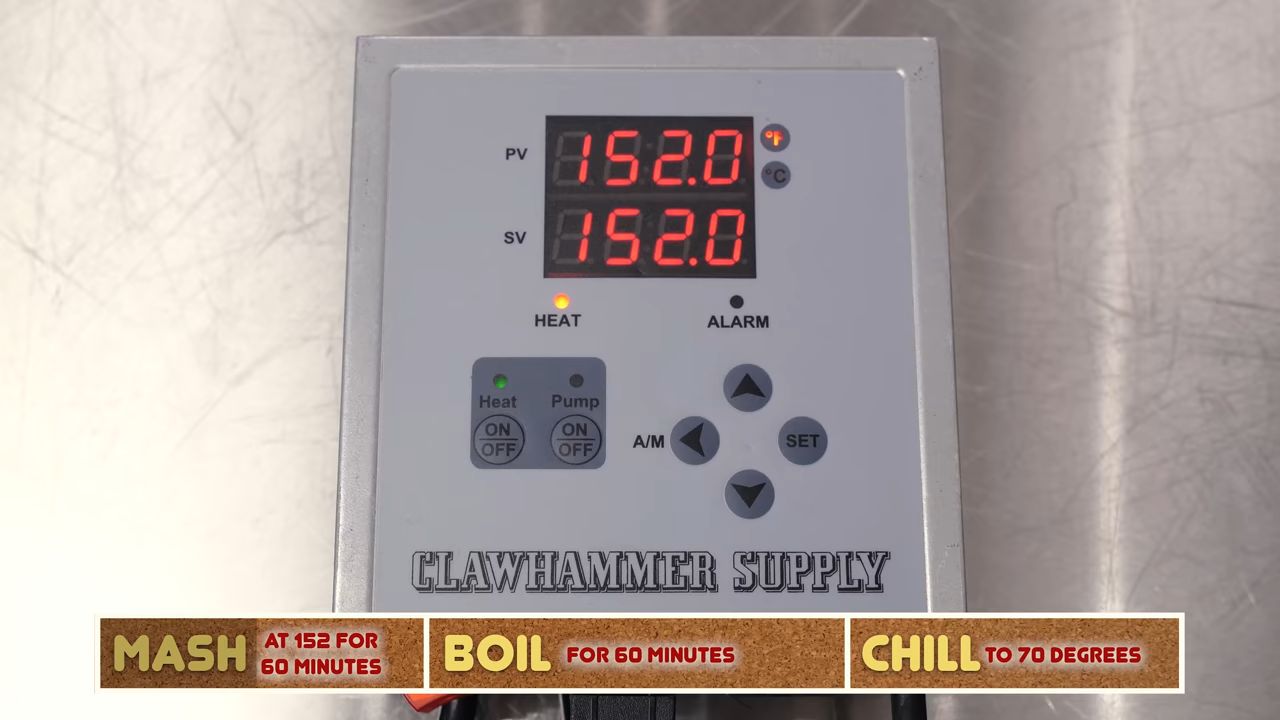 PV 152.0 °F
°C
SV 152.0
HEAT ALARM
Heat Pump
ON ON
OFF OFF
A/M SET
CLAWHAMMER SUPPLY
MASH AT 152 FOR
60 MINUTES
BOIL FOR 60 MINUTES
CHILL TO 70 DEGREES